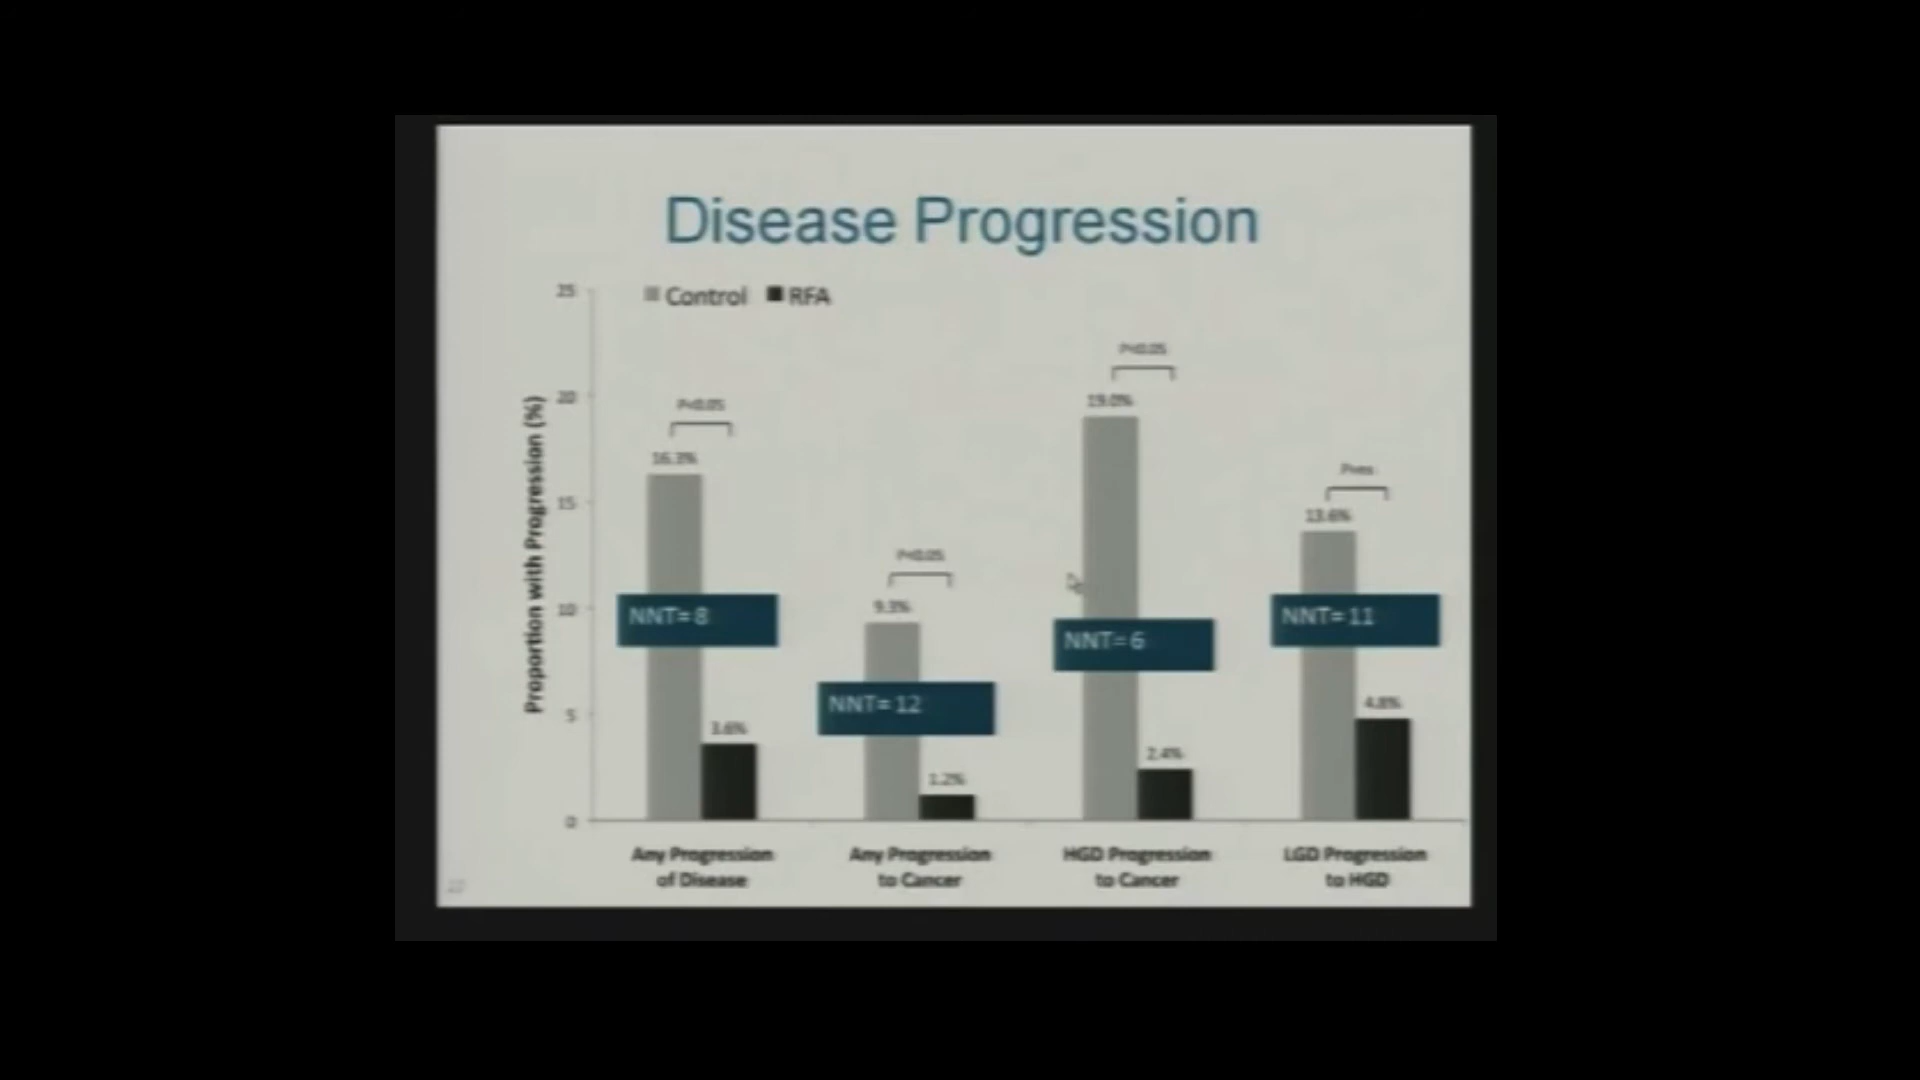 Disease Progression
Control RFA
Proportion with Progression (%)
25
20
15
10
5
0
P<0.05
16.3%
NNT= 8
3.6%
P<0.05
9.3%
NNT= 12
1.2%
P<0.05
19.0%
NNT= 6
2.4%
13.6%
NNT= 11
4.8%
Any Progression
of Disease
Any Progression
to Cancer
HGD Progression
to Cancer
LGD Progression
to HGD